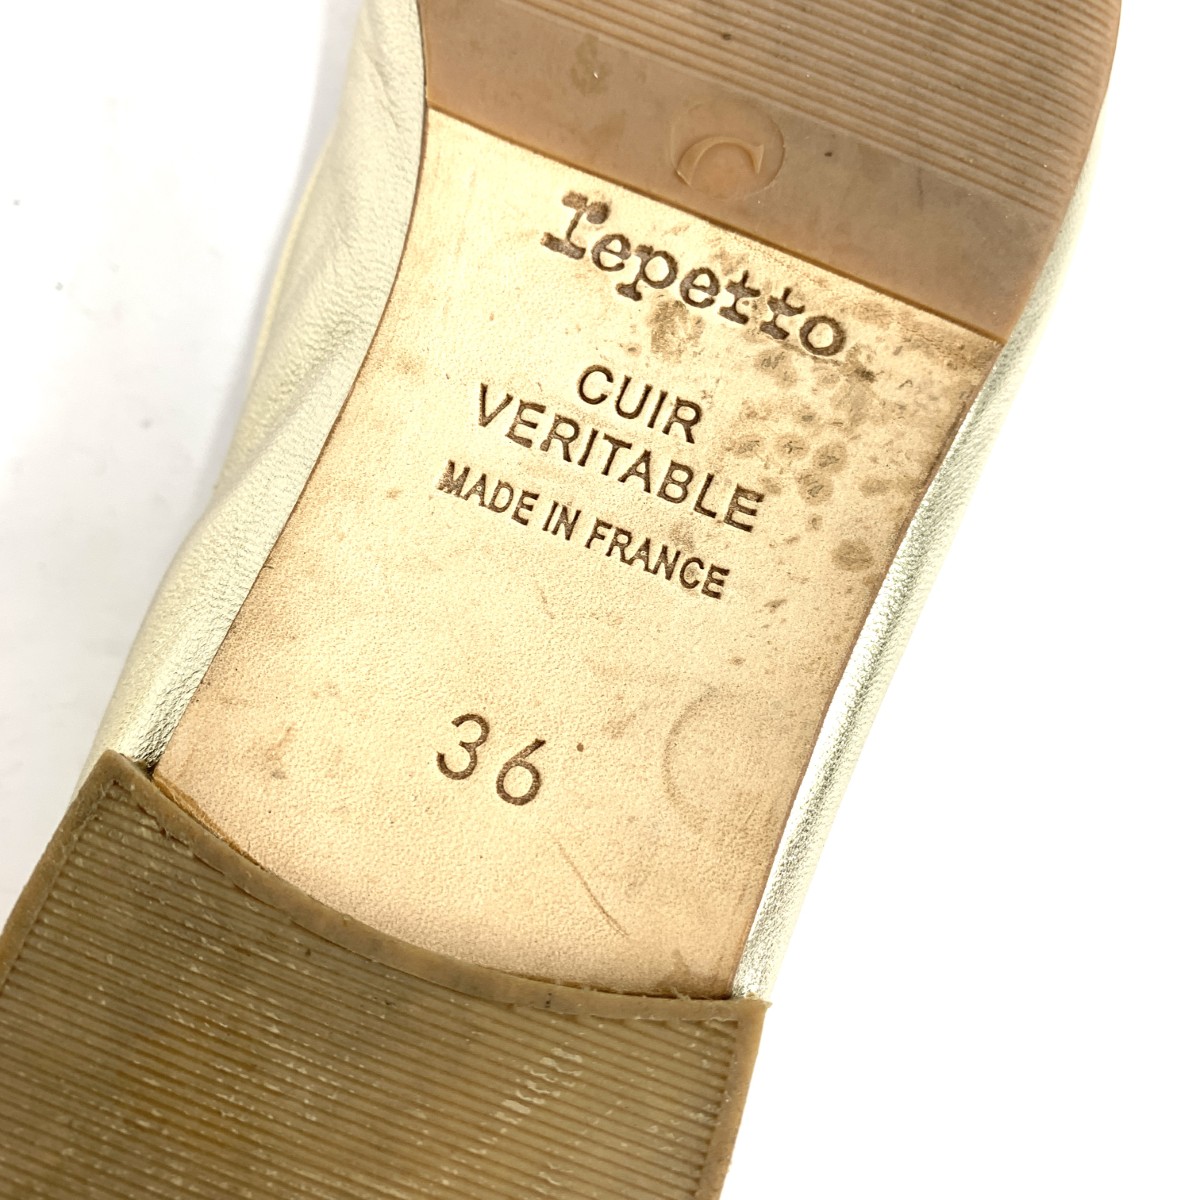 repetto
CUIR
VERITABLE
MADE IN FRANCE
36